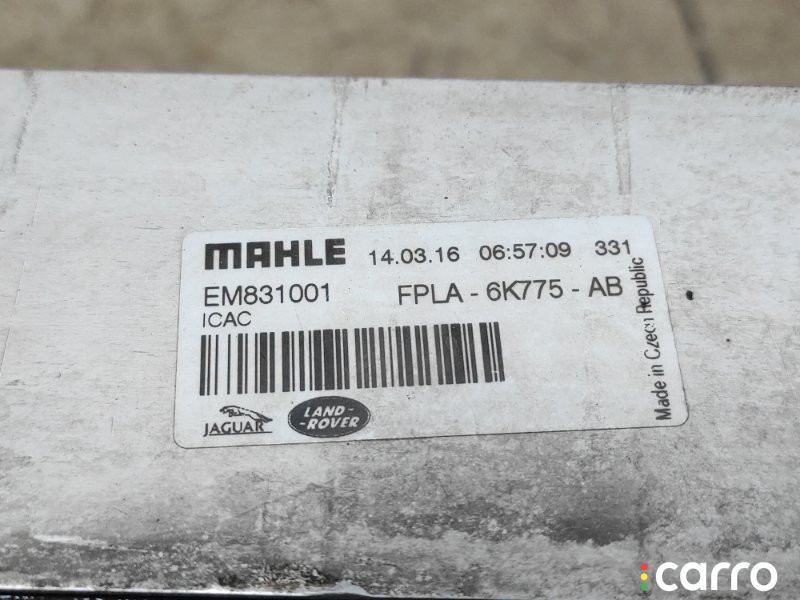 MAHLE 14.03.16 06:57:09 331
EM831001 FPLA - 6K775 - AB
ICAC
JAGUAR
LAND-
-ROVER
Made in Czech Republic
carro